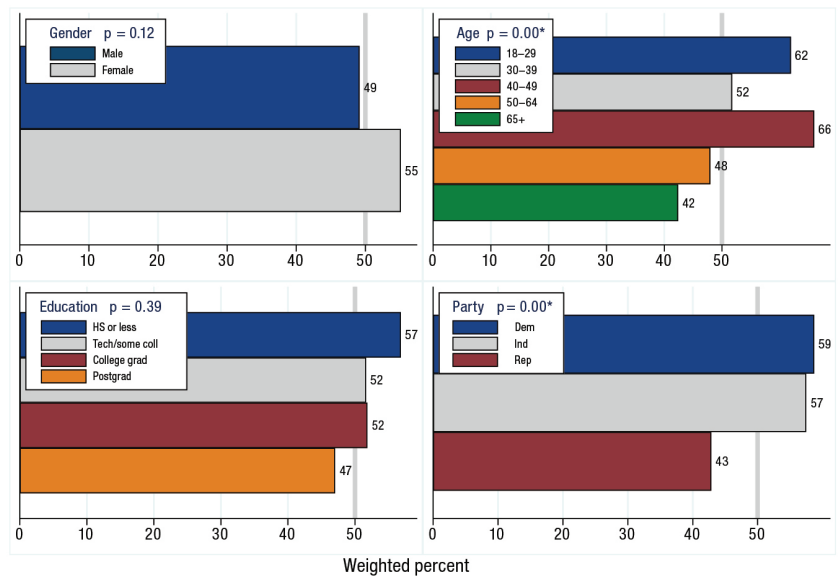 Gender p = 0.12
Male
Female
49
55
0 10 20 30 40 50
Age p = 0.00*
18–29
30–39
40–49
50–64
65+
62
52
66
48
42
0 10 20 30 40 50
Education p = 0.39
HS or less
Tech/some coll
College grad
Postgrad
57
52
52
47
0 10 20 30 40 50
Party p = 0.00*
Dem
Ind
Rep
59
57
43
0 10 20 30 40 50
Weighted percent